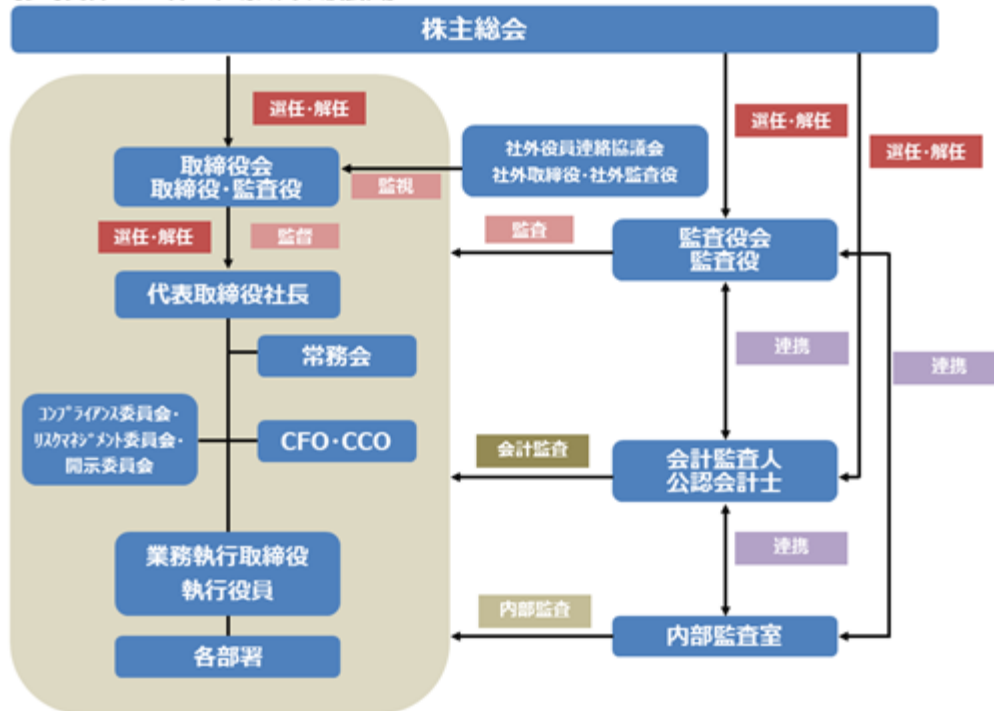 株主総会
選任・解任
選任・解任
選任・解任
取締役会
取締役・監査役
社外役員連絡協議会
社外取締役・社外監査役
監視
選任・解任
監督
監査
監査役会
監査役
代表取締役社長
常務会
連携
連携
コンプライアンス委員会・
リスクマネジメント委員会・
開示委員会
CFO・CCO
会計監査
会計監査人
公認会計士
業務執行取締役
執行役員
連携
内部監査
内部監査室
各部署